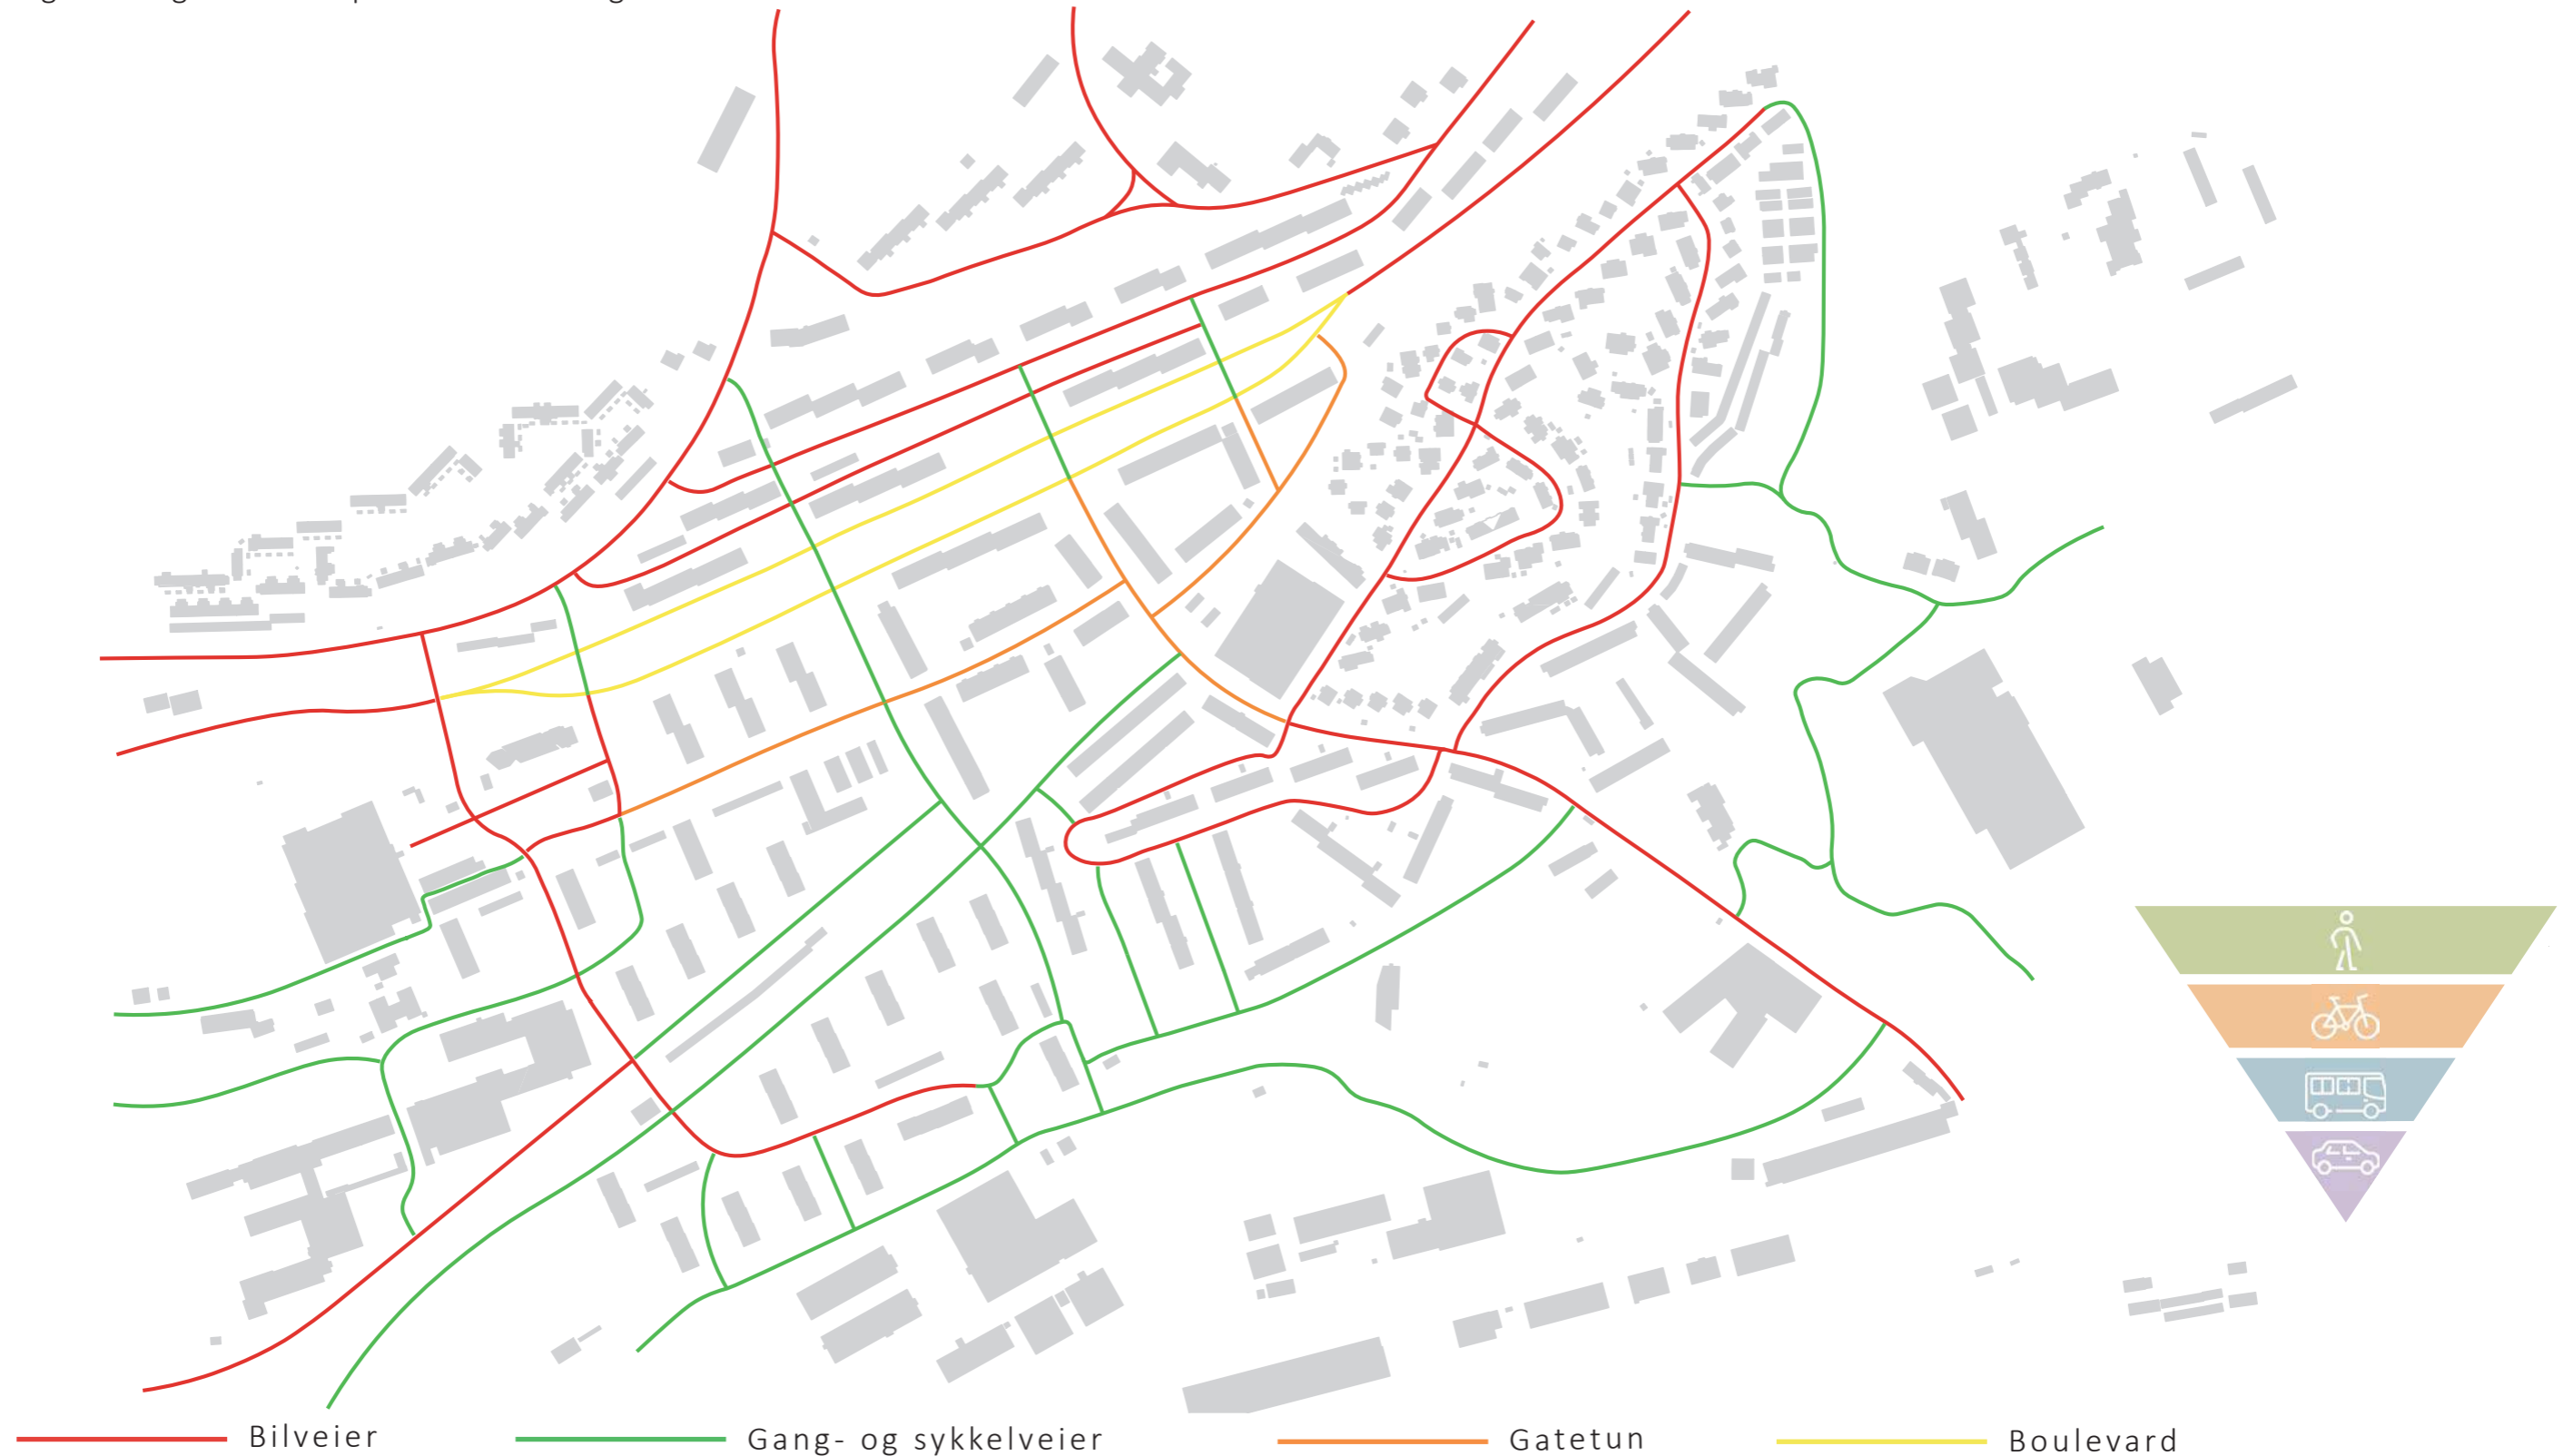 Bilveier
Gang- og sykkelveier
Gatetun
Boulevard